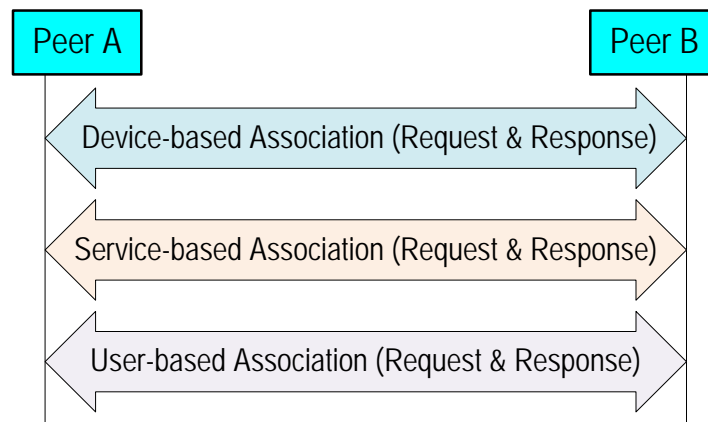 Peer A
Peer B
Device-based Association (Request & Response)
Service-based Association (Request & Response)
User-based Association (Request & Response)